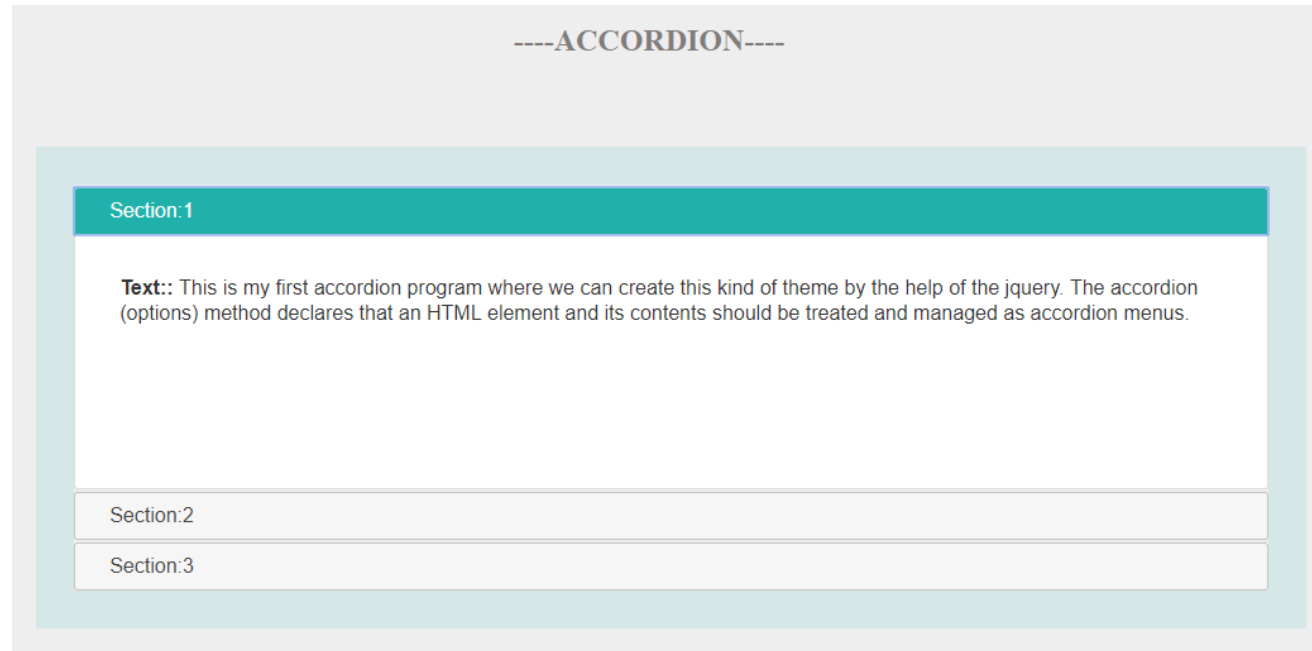 ----ACCORDION----
Section:1
Text:: This is my first accordion program where we can create this kind of theme by the help of the jquery. The accordion
(options) method declares that an HTML element and its contents should be treated and managed as accordion menus.
Section:2
Section:3